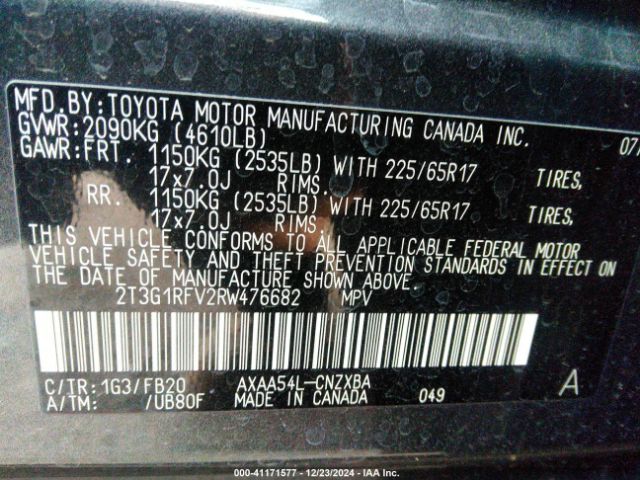 MFD.BY:TOYOTA MOTOR MANUFACTURING CANADA INC. 07/
GVWR:2090KG (4610LB)
GAWR:FRT. 1150KG (2535LB) WITH 225/65R17 TIRES,
17x7.0J RIMS.
RR. 1150KG (2535LB) WITH 225/65R17 TIRES,
17x7.0J RIMS.
THIS VEHICLE CONFORMS TO ALL APPLICABLE FEDERAL MOTOR
VEHICLE SAFETY AND THEFT PREVENTION STANDARDS IN EFFECT ON
THE DATE OF MANUFACTURE SHOWN ABOVE.
2T3G1RFV2RW476682 MPV
C/TR:1G3/FB20 AXAA54L-CNZXBA A
A/TM: /UB80F MADE IN CANADA 049
000-41171577 - 12/23/2024 - IAA Inc.